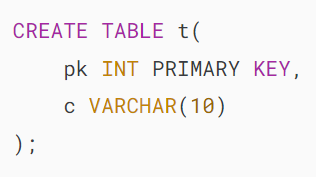 CREATE TABLE t(
    pk INT PRIMARY KEY,
    c VARCHAR(10)
);